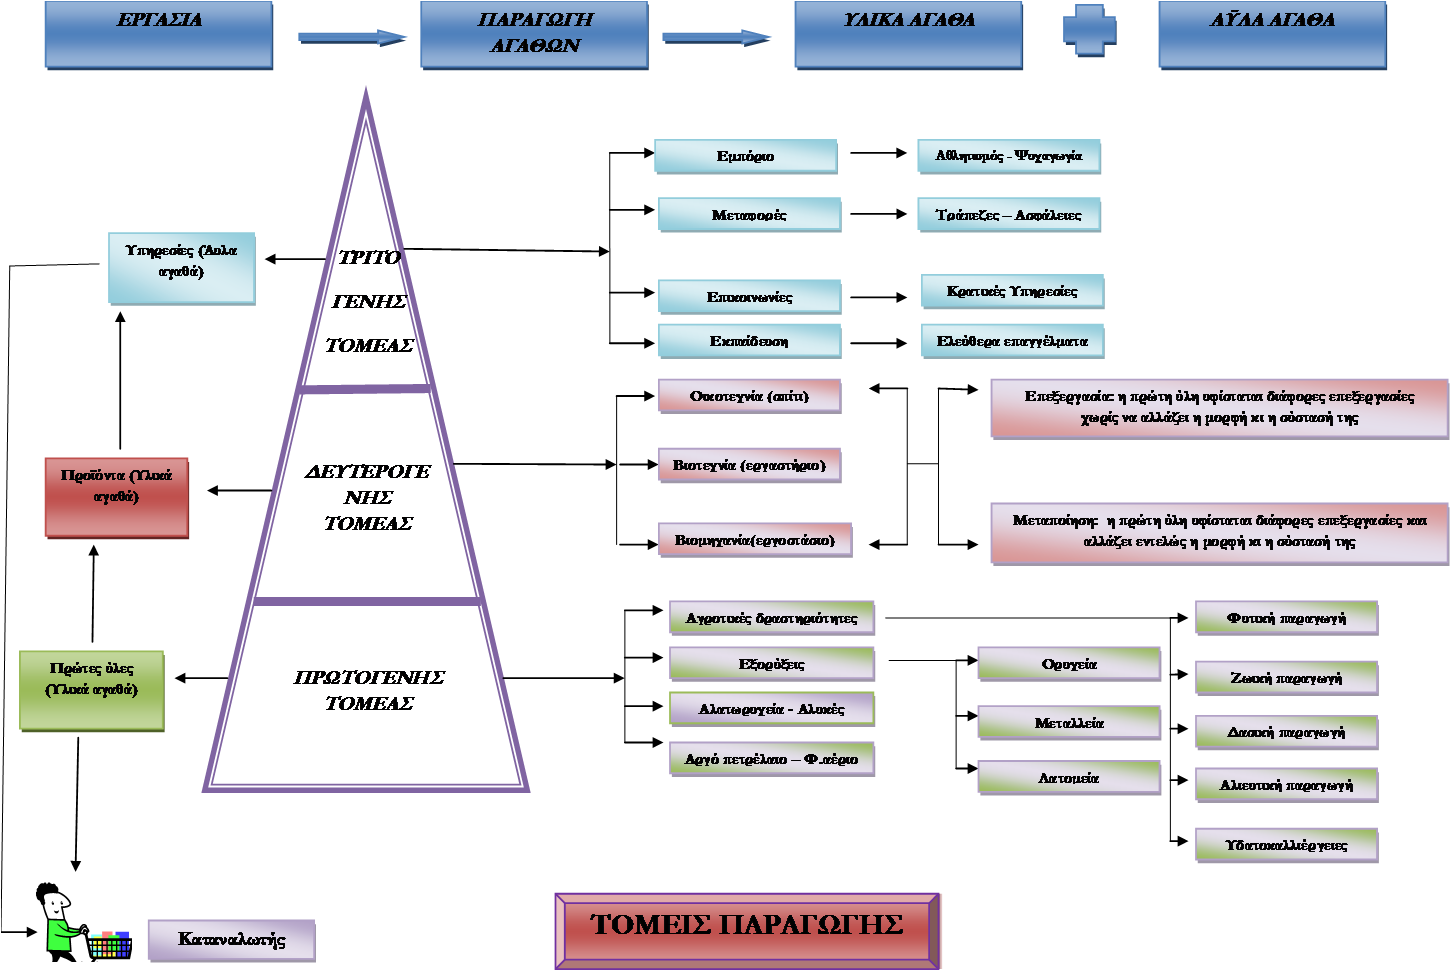 ΕΡΓΑΣΙΑ
ΠΑΡΑΓΩΓΗ
ΑΓΑΘΩΝ
ΥΛΙΚΑ ΑΓΑΘΑ
ΑΫΛΑ ΑΓΑΘΑ
Εμπόριο
Αθλητισμός - Ψυχαγωγία
Μεταφορές
Τράπεζες – Ασφάλειες
Υπηρεσίες (Άυλα
αγαθά)
ΤΡΙΤΟ
ΓΕΝΗΣ
ΤΟΜΕΑΣ
Επικοινωνίες
Κρατικές Υπηρεσίες
Εκπαίδευση
Ελεύθερα επαγγέλματα
Οικοτεχνία (σπίτι)
Επεξεργασία: η πρώτη ύλη υφίσταται διάφορες επεξεργασίες
χωρίς να αλλάζει η μορφή κι η σύστασή της
Προϊόντα (Υλικά
αγαθά)
ΔΕΥΤΕΡΟΓΕ
ΝΗΣ
ΤΟΜΕΑΣ
Βιοτεχνία (εργαστήριο)
Βιομηχανία(εργοστάσιο)
Μεταποίηση: η πρώτη ύλη υφίσταται διάφορες επεξεργασίες και
αλλάζει εντελώς η μορφή κι η σύστασή της
Πρώτες ύλες
(Υλικά αγαθά)
ΠΡΩΤΟΓΕΝΗΣ
ΤΟΜΕΑΣ
Αγροτικές δραστηριότητες
Φυτική παραγωγή
Εξορύξεις
Ορυχεία
Ζωική παραγωγή
Αλατωρυχεία - Αλυκές
Μεταλλεία
Δασική παραγωγή
Αργό πετρέλαιο – Φ.αέριο
Λατομεία
Αλιευτική παραγωγή
Υδατοκαλλιέργειες
Καταναλωτής
ΤΟΜΕΙΣ ΠΑΡΑΓΩΓΗΣ